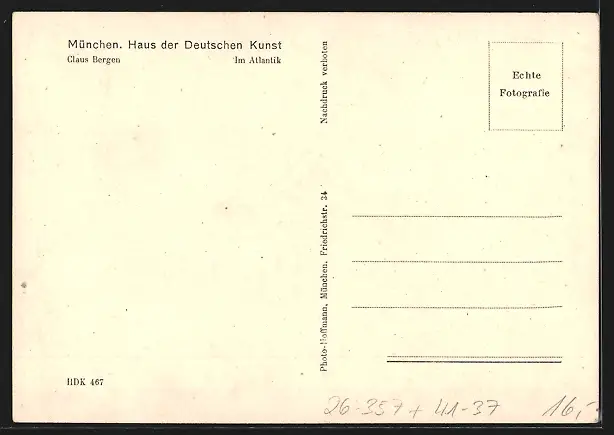 München. Haus der Deutschen Kunst
Claus Bergen Im Atlantik
Nachdruck verboten
Echte
Fotografie
Photo-Hoffmann, München, Friedrichstr. 34
HDK 467
26-357 + 41-37 16,-